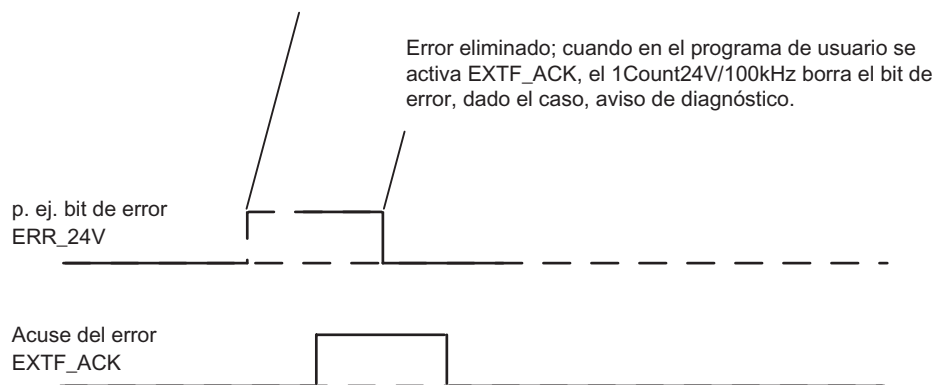 Error eliminado; cuando en el programa de usuario se
activa EXTF_ACK, el 1Count24V/100kHz borra el bit de
error, dado el caso, aviso de diagnóstico.
p. ej. bit de error
ERR_24V
Acuse del error
EXTF_ACK